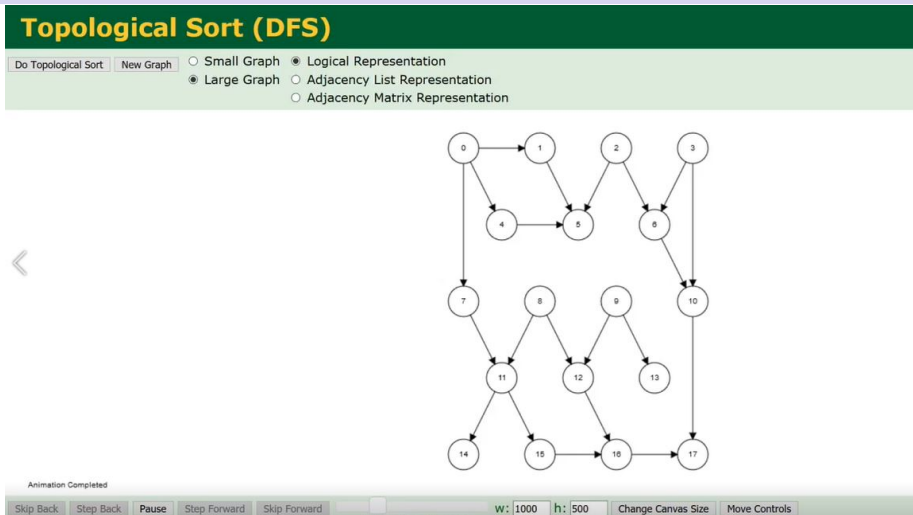 Topological Sort (DFS)
Do Topological Sort New Graph Small Graph Logical Representation
Large Graph Adjacency List Representation
Adjacency Matrix Representation
0 1 2 3
4 5 6
7 8 9 10
11 12 13
14 15 16 17
Animation Completed
Skip Back Step Back Pause Step Forward Skip Forward w: 1000 h: 500 Change Canvas Size Move Controls